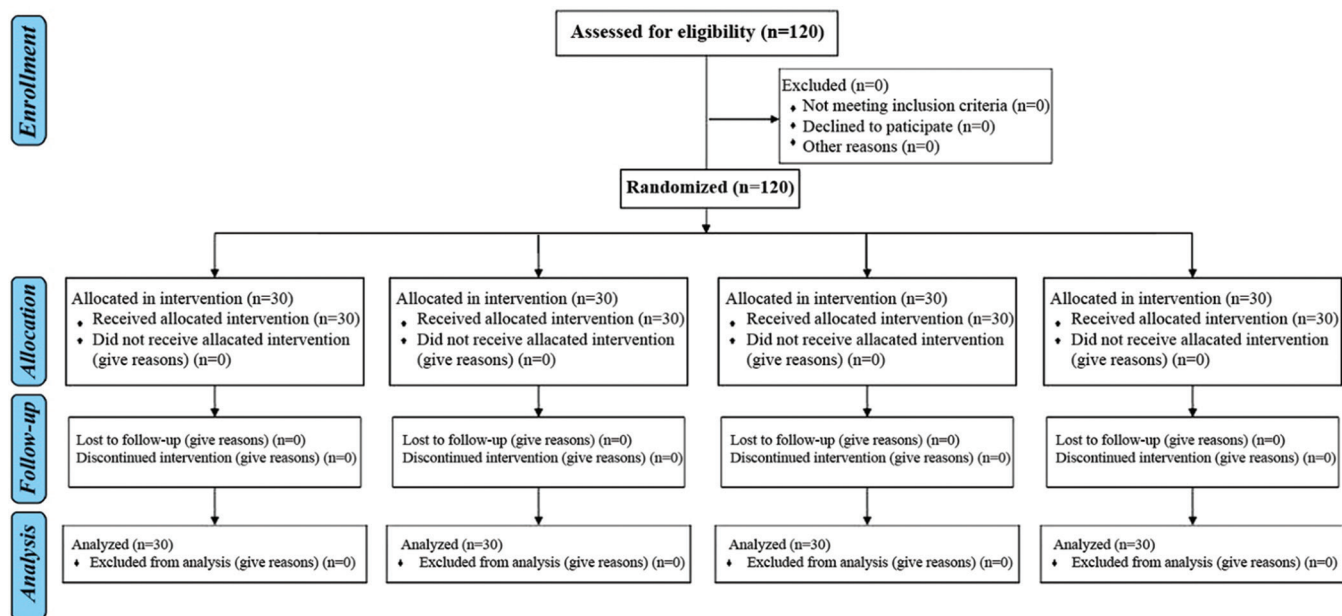 Enrollment
Assessed for eligibility (n=120)
Excluded (n=0)
♦ Not meeting inclusion criteria (n=0)
♦ Declined to paticipate (n=0)
♦ Other reasons (n=0)
Randomized (n=120)
Allocation
Allocated in intervention (n=30)
♦ Received allocated intervention (n=30)
♦ Did not receive allacated intervention
(give reasons) (n=0)
Allocated in intervention (n=30)
♦ Received allocated intervention (n=30)
♦ Did not receive allacated intervention
(give reasons) (n=0)
Allocated in intervention (n=30)
♦ Received allocated intervention (n=30)
♦ Did not receive allacated intervention
(give reasons) (n=0)
Allocated in intervention (n=30)
♦ Received allocated intervention (n=30)
♦ Did not receive allacated intervention
(give reasons) (n=0)
Follow-up
Lost to follow-up (give reasons) (n=0)
Discontinued intervention (give reasons) (n=0)
Lost to follow-up (give reasons) (n=0)
Discontinued intervention (give reasons) (n=0)
Lost to follow-up (give reasons) (n=0)
Discontinued intervention (give reasons) (n=0)
Lost to follow-up (give reasons) (n=0)
Discontinued intervention (give reasons) (n=0)
Analysis
Analyzed (n=30)
♦ Excluded from analysis (give reasons) (n=0)
Analyzed (n=30)
♦ Excluded from analysis (give reasons) (n=0)
Analyzed (n=30)
♦ Excluded from analysis (give reasons) (n=0)
Analyzed (n=30)
♦ Excluded from analysis (give reasons) (n=0)